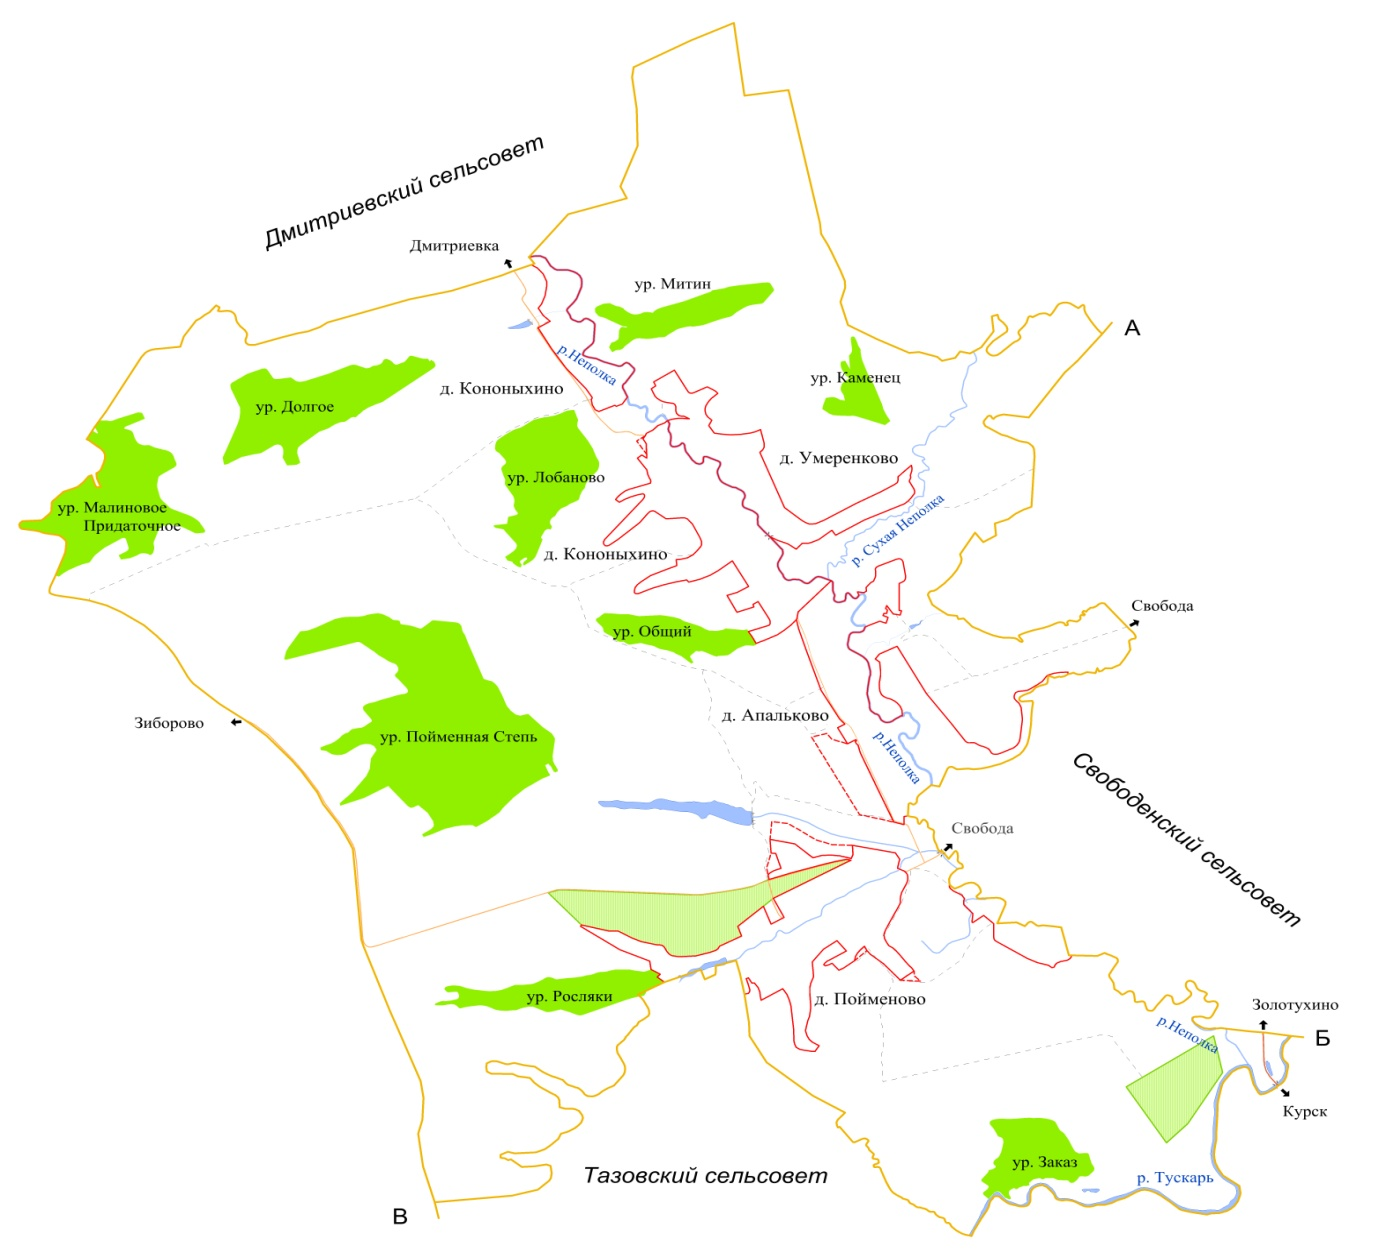 Дмитриевский сельсовет
Дмитриевка
ур. Митин
А
р.Неполка
ур. Каменец
д. Кононыхино
ур. Долгое
д. Умеренково
ур. Лобаново
ур. Малиновое
Придаточное
р. Сухая Неполка
д. Кононыхино
Свобода
ур. Общий
д. Апальково
Зиборово
ур. Пойменная Степь
р.Неполка
Свободенский сельсовет
Свобода
ур. Росляки
д. Пойменово
Золотухино
р.Неполка
Б
Курск
ур. Заказ
Тазовский сельсовет
р. Тускарь
В